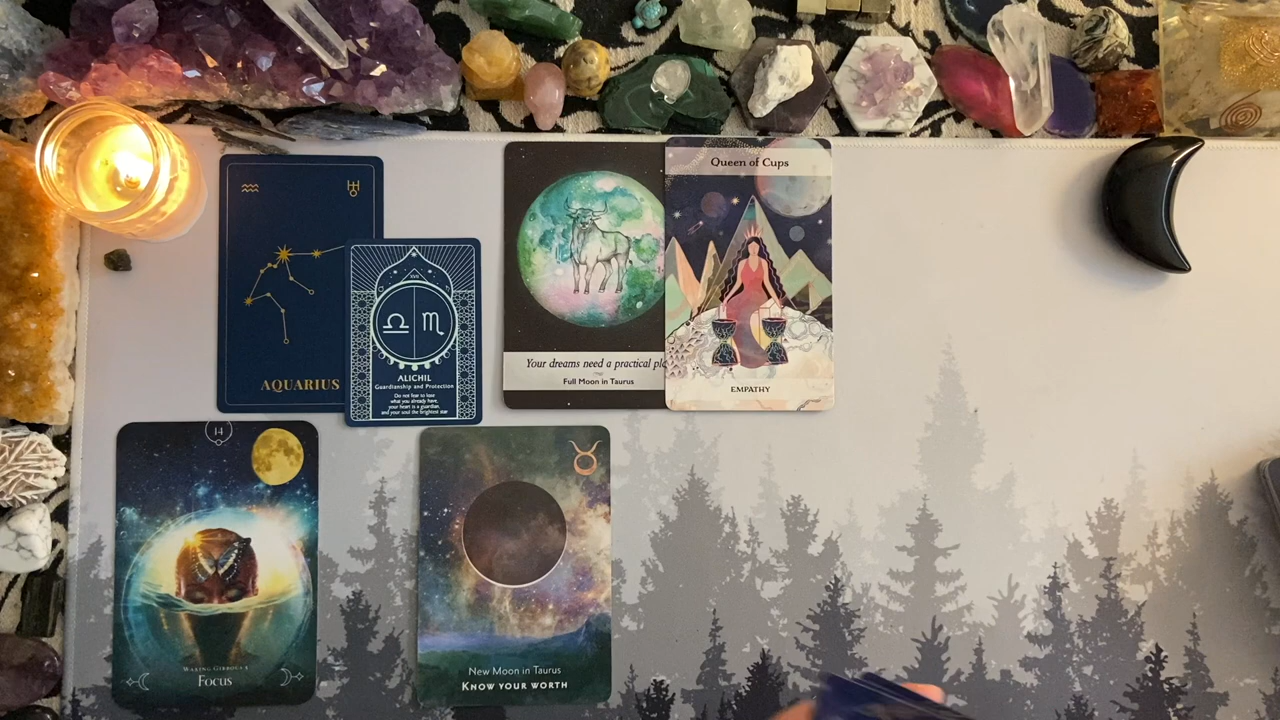 AQUARIUS
XVII
ALICHIL
Guardianship and Protection
Do not fear to lose
what you already have,
your heart is a guardian,
and your soul the brightest star
Your dreams need a practical
Full Moon in Taurus
Queen of Cups
EMPATHY
14
WAXING GIBBOUS
Focus
New Moon in Taurus
KNOW YOUR WORTH